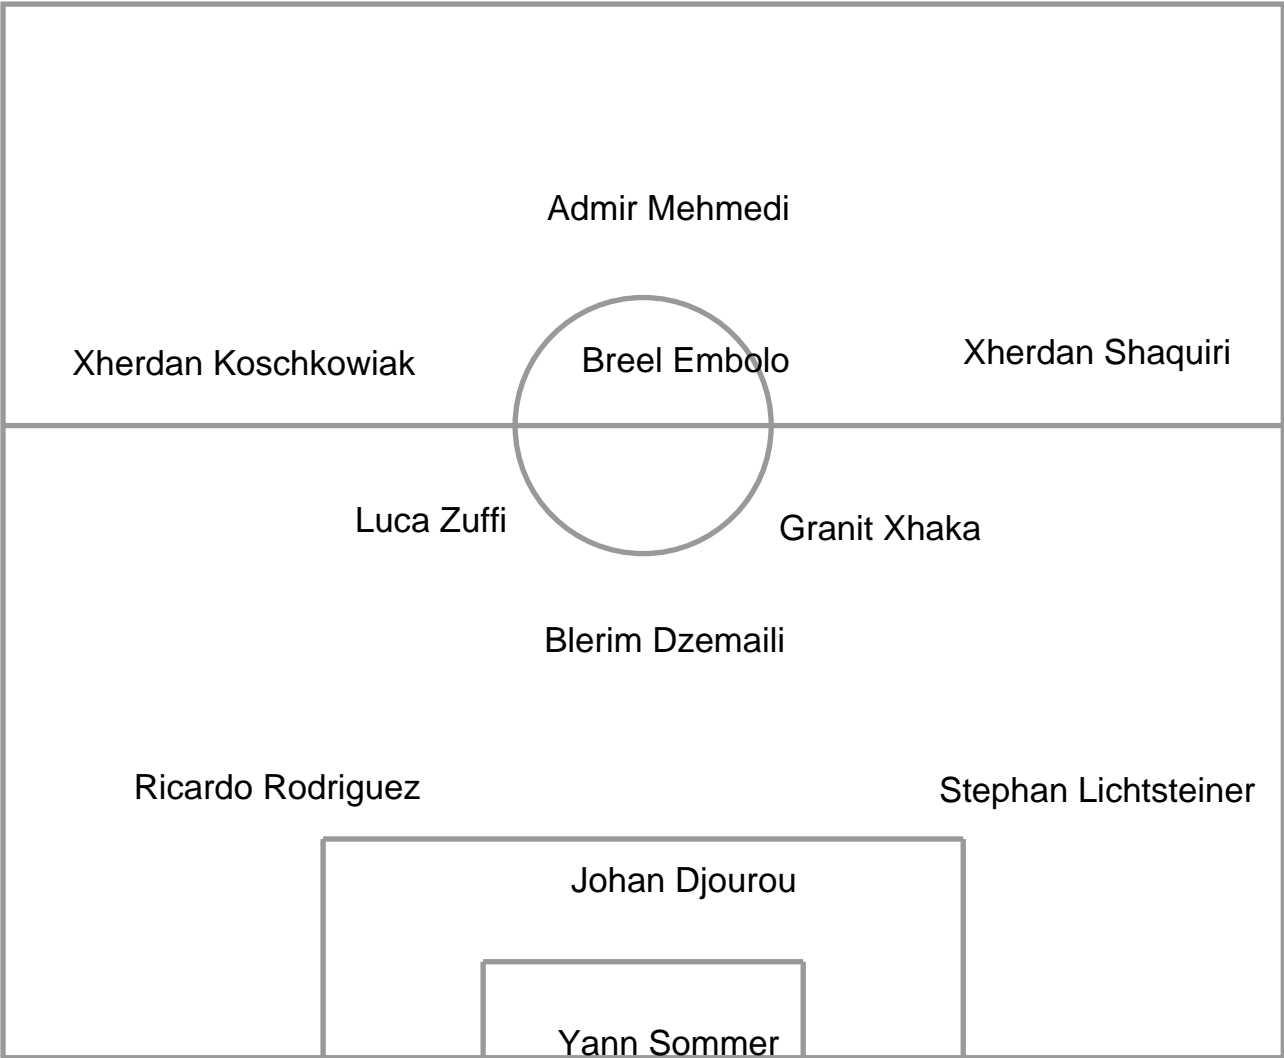 Admir Mehmedi
Xherdan Koschkowiak
Breel Embolo
Xherdan Shaquiri
Luca Zuffi
Granit Xhaka
Blerim Dzemaili
Ricardo Rodriguez
Stephan Lichtsteiner
Johan Djourou
Yann Sommer